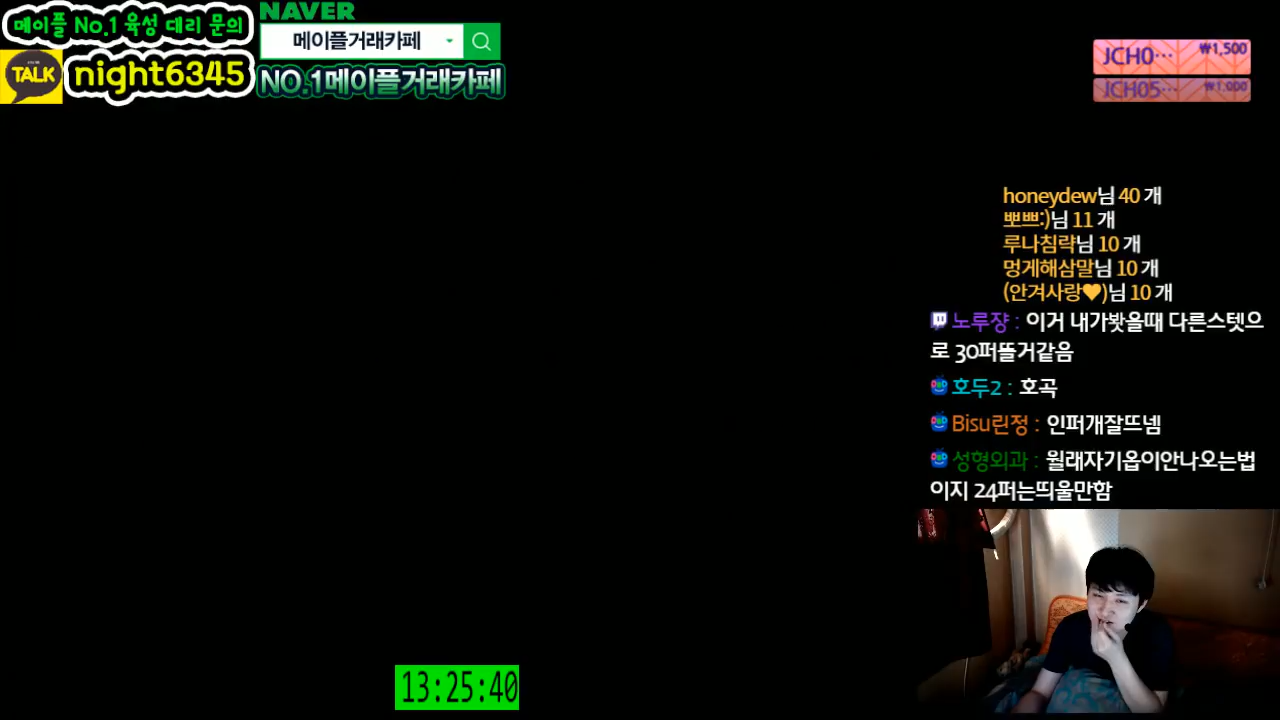 메이플 No.1 육성 대리 문의
TALK night6345
NAVER
메이플거래카페
NO.1메이플거래카페
JCH0··· ₩1,500
JCH05··· ₩1,000
honeydew님 40 개
뽀쁘:)님 11 개
루나침략님 10 개
멍게해삼말님 10 개
(안겨사랑♥)님 10 개
노루쟝 : 이거 내가봣을때 다른스텟으
로 30퍼뜰거같음
호두2 : 호곡
Bisu린정 : 인퍼개잘뜨넴
성형외과 : 월래자기옵이안나오는법
이지 24퍼는띄울만함
13:25:40